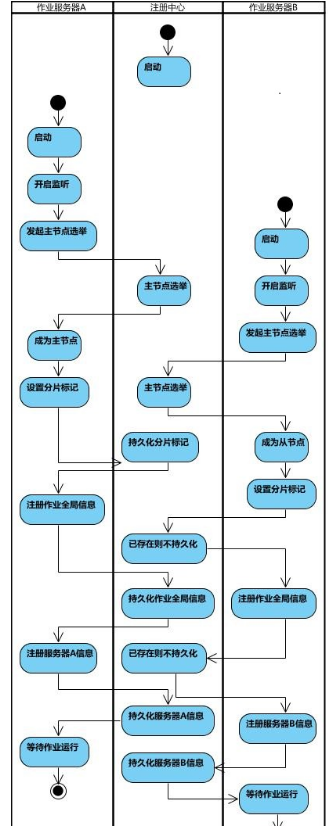 作业服务器A
注册中心
作业服务器B
启动
启动
开启监听
发起主节点选举
启动
主节点选举
开启监听
成为主节点
发起主节点选举
设置分片标记
主节点选举
持久化分片标记
成为从节点
设置分片标记
注册作业全局信息
已存在则不持久化
持久化作业全局信息
注册作业全局信息
注册服务器A信息
已存在则不持久化
持久化服务器A信息
注册服务器B信息
等待作业运行
持久化服务器B信息
等待作业运行